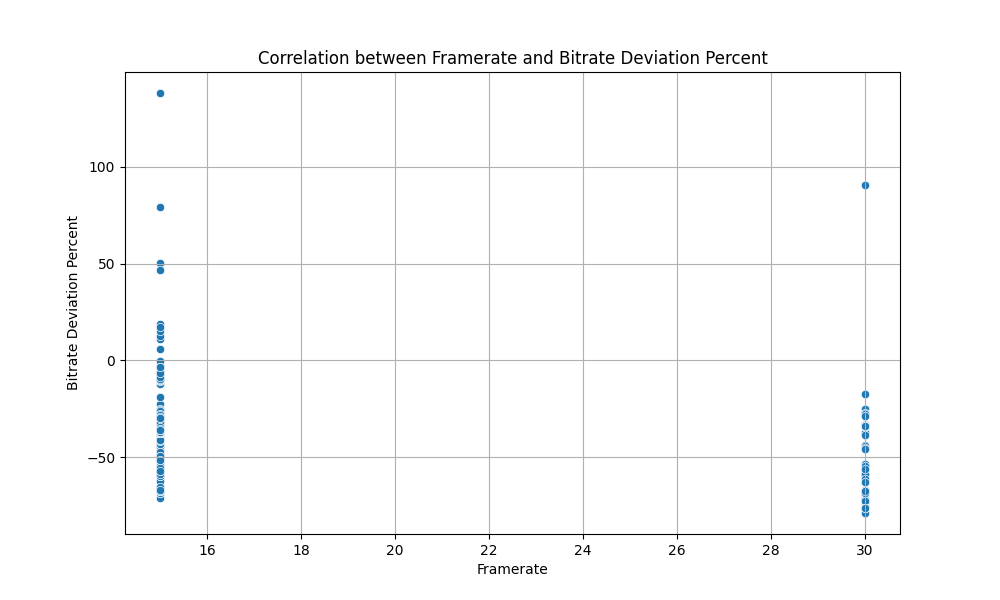 Correlation between Framerate and Bitrate Deviation Percent
Bitrate Deviation Percent
100
50
0
−50
16 18 20 22 24 26 28 30
Framerate